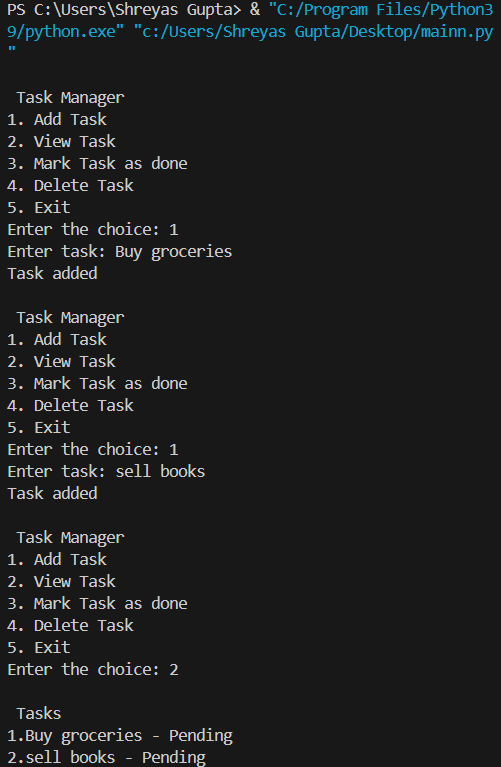 PS C:\Users\Shreyas Gupta> & "C:/Program Files/Python3
9/python.exe" "c:/Users/Shreyas Gupta/Desktop/mainn.py
"

 Task Manager
1. Add Task
2. View Task
3. Mark Task as done
4. Delete Task
5. Exit
Enter the choice: 1
Enter task: Buy groceries
Task added

 Task Manager
1. Add Task
2. View Task
3. Mark Task as done
4. Delete Task
5. Exit
Enter the choice: 1
Enter task: sell books
Task added

 Task Manager
1. Add Task
2. View Task
3. Mark Task as done
4. Delete Task
5. Exit
Enter the choice: 2

 Tasks
1.Buy groceries - Pending
2.sell books - Pending